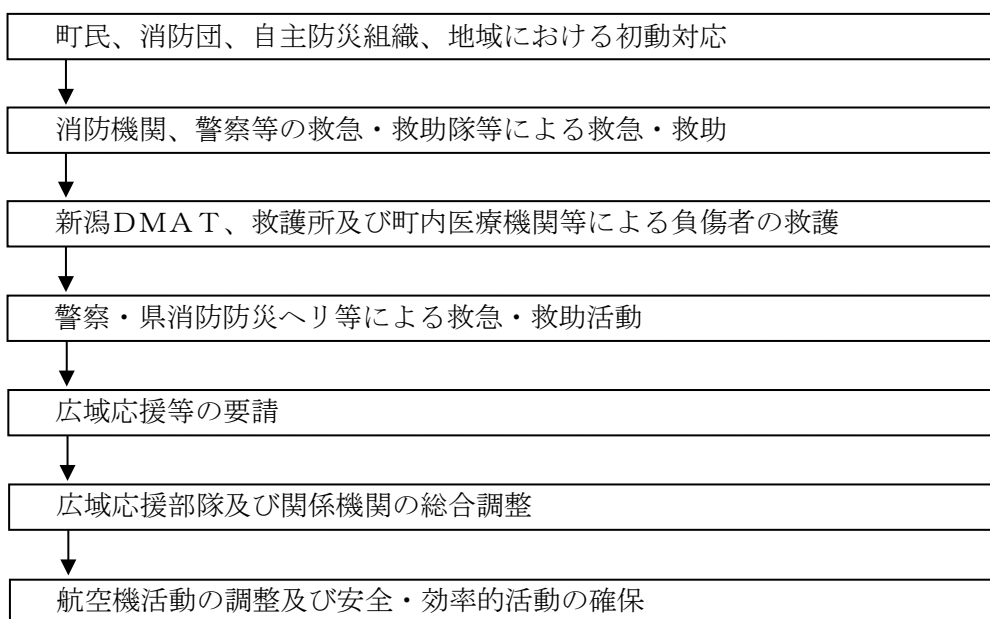 町民、消防団、自主防災組織、地域における初動対応
消防機関、警察等の救急・救助隊等による救急・救助
新潟DMAT、救護所及び町内医療機関等による負傷者の救護
警察・県消防防災ヘリ等による救急・救助活動
広域応援等の要請
広域応援部隊及び関係機関の総合調整
航空機活動の調整及び安全・効率的活動の確保